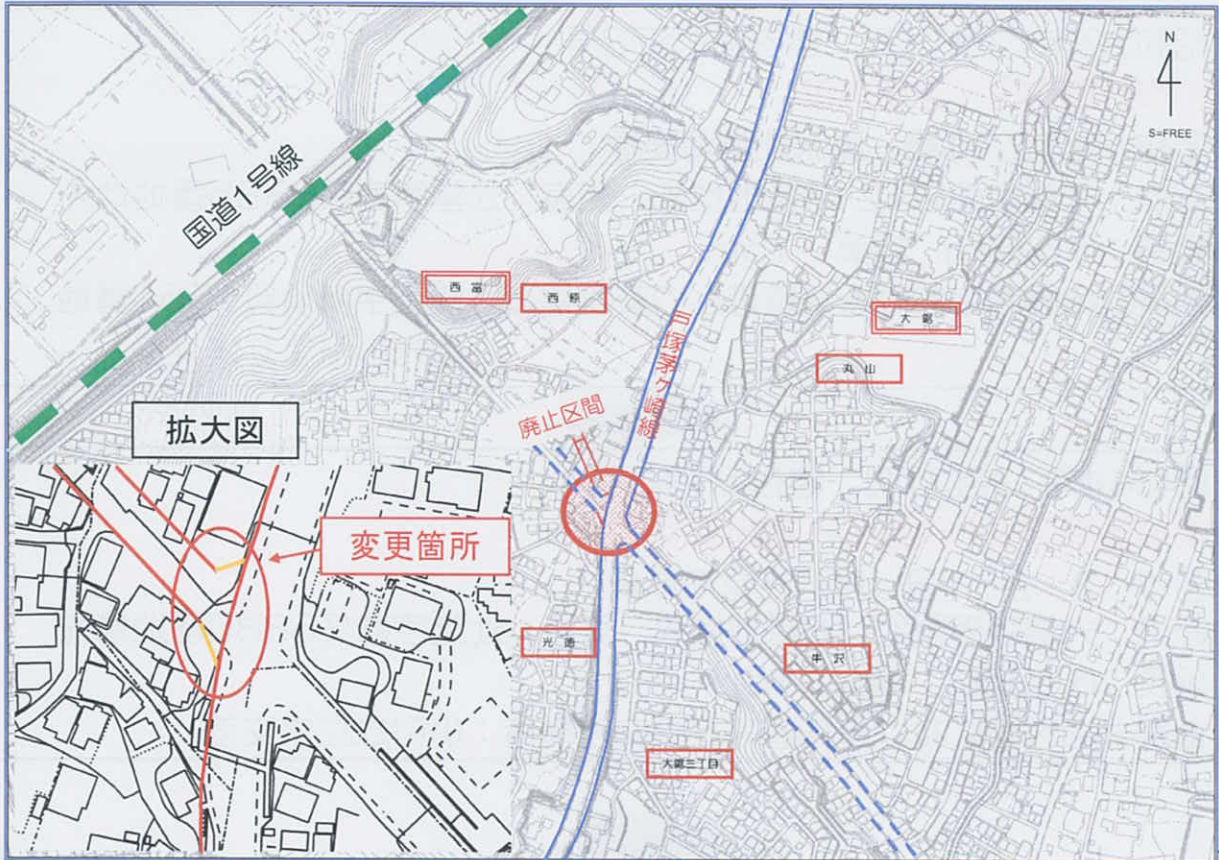 N
S=FREE
国道1号線
西富
西原
大鋸
丸山
戸塚茅ヶ崎線
廃止区間
拡大図
変更箇所
光徳
牛沢
大鋸三丁目